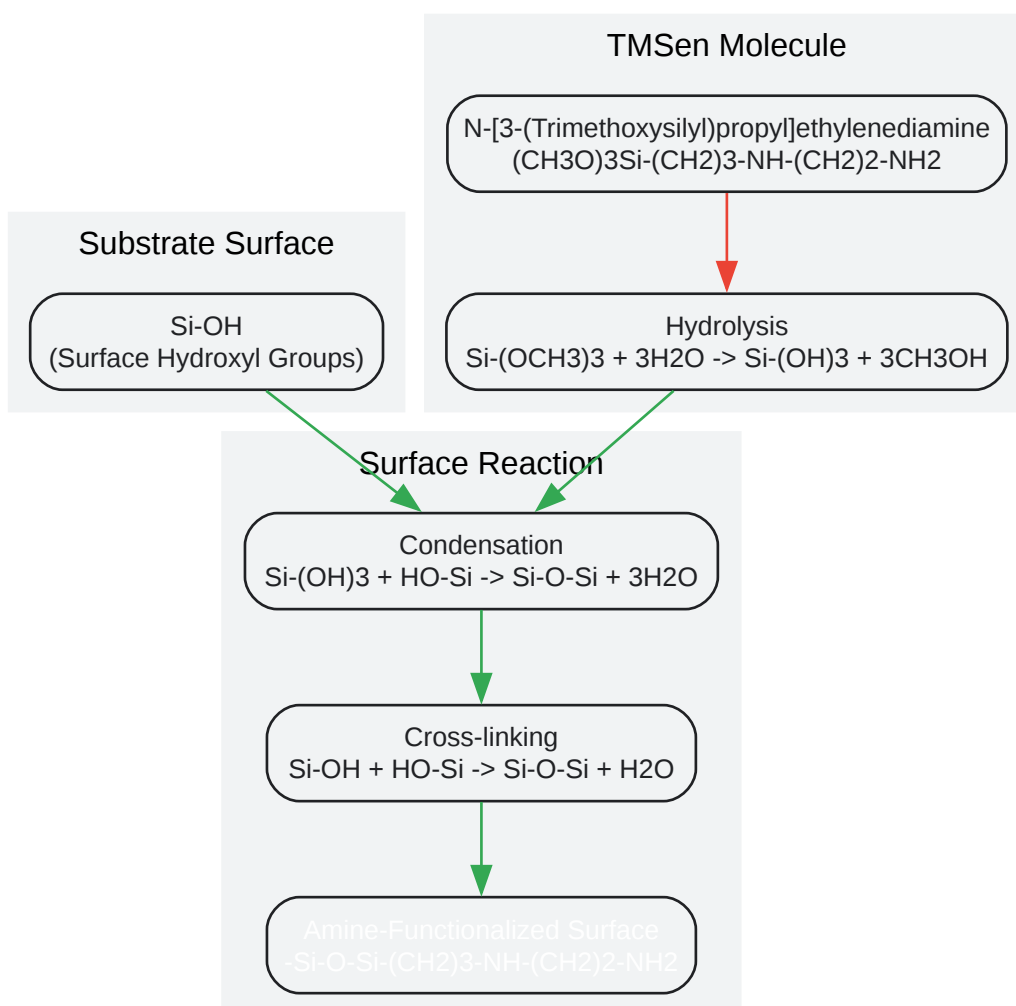 TMSen Molecule
N-[3-(Trimethoxysilyl)propyl]ethylenediamine
(CH3O)3Si-(CH2)3-NH-(CH2)2-NH2
Substrate Surface
Si-OH
(Surface Hydroxyl Groups)
Hydrolysis
Si-(OCH3)3 + 3H2O -> Si-(OH)3 + 3CH3OH
Surface Reaction
Condensation
Si-(OH)3 + HO-Si -> Si-O-Si + 3H2O
Cross-linking
Si-OH + HO-Si -> Si-O-Si + H2O
Amine-Functionalized Surface
-Si-O-Si-(CH2)3-NH-(CH2)2-NH2